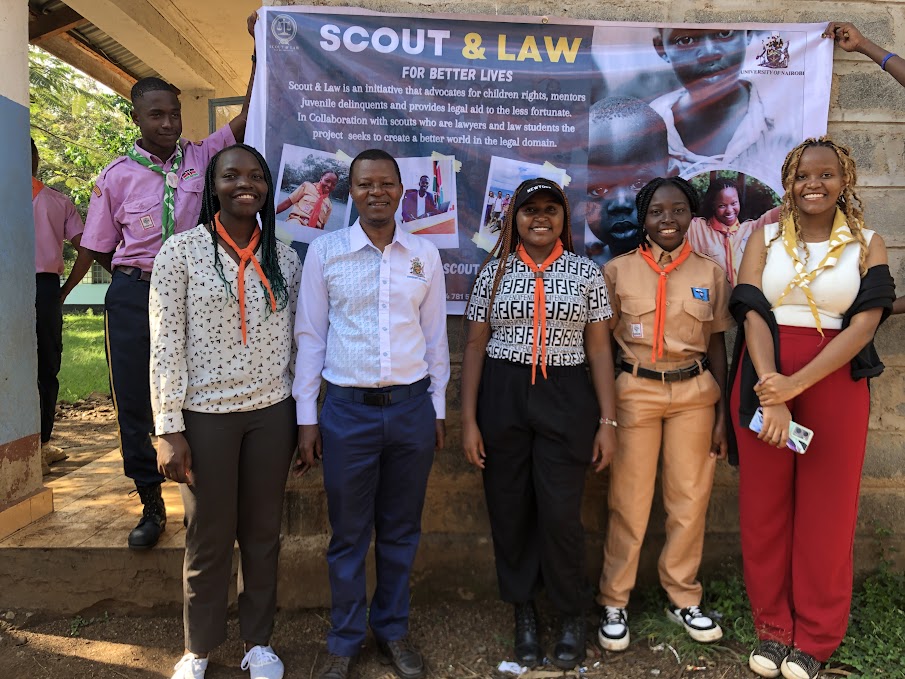 SCOUT & LAW
FOR BETTER LIVES
Scout & Law is an initiative that advocates for children rights, mentors
juvenile delinquents and provides legal aid to the less fortunate.
In Collaboration with scouts who are lawyers and law students the
project seeks to create a better world in the legal domain.
UNIVERSITY OF NAIROBI
SCOUT
781 5